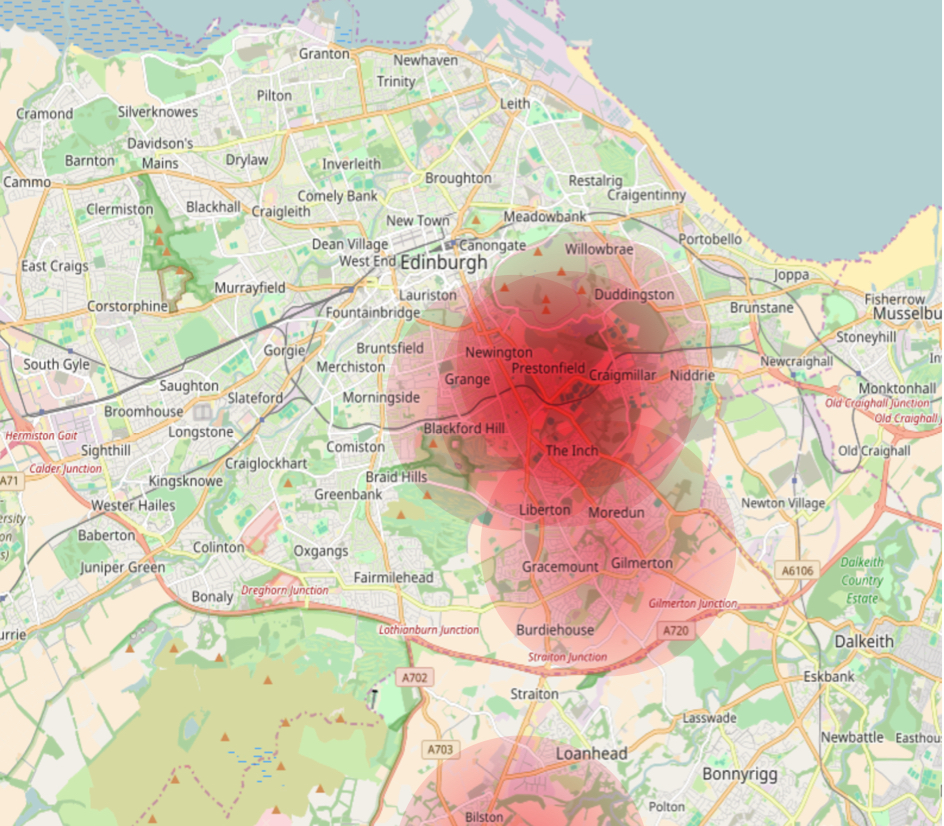 Granton
Newhaven
Trinity
Pilton
Leith
Cramond
Silverknowes
Davidson's
Mains
Barnton
Drylaw
Inverleith
Cammo
Broughton
Restalrig
Craigentinny
Comely Bank
Clermiston
Blackhall
Craigleith
New Town
Meadowbank
Portobello
Dean Village
Canongate
Willowbrae
West End
Edinburgh
East Craigs
Joppa
Murrayfield
Lauriston
Duddingston
Corstorphine
Fountainbridge
Brunstane
Fisherrow
Musselbu
Stoneyhill
Gorgie
Bruntsfield
Newington
South Gyle
Merchiston
Prestonfield
Craigmillar
Niddrie
Newcraighall
In
Grange
Saughton
Slateford
Morningside
Monktonhall
Old Craighall Junction
Old Craighall
Broomhouse
Longstone
Blackford Hill
Hermiston Gait
Sighthill
Comiston
The Inch
Old Craighall
Calder Junction
Craiglockhart
A71
Kingsknowe
Braid Hills
Greenbank
Wester Hailes
Newton Village
Liberton
Moredun
ersity
on
s)
Baberton
Colinton
Oxgangs
Juniper Green
Gracemount
Gilmerton
A6106
Dalkeith
Country
Estate
Fairmilehead
Dreghorn Junction
Bonaly
Gilmerton Junction
urrie
Lothianburn Junction
Burdiehouse
A720
Dalkeith
Straiton Junction
A702
Eskbank
Straiton
Lasswade
Newbattle
Easthous
A703
Loanhead
Bonnyrigg
Polton
Bilston